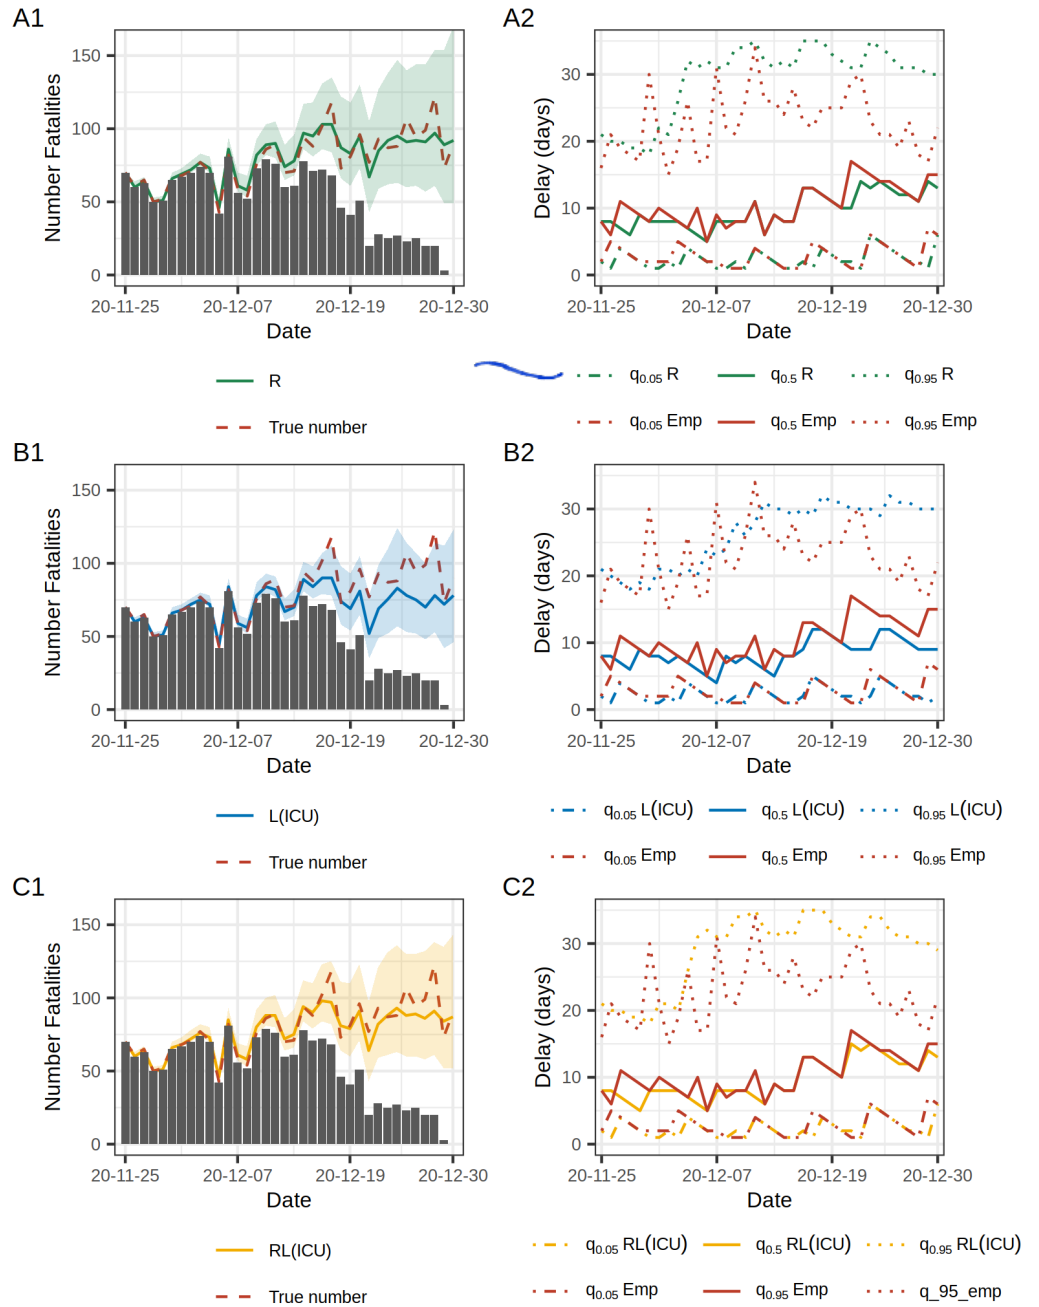 A1
A2
150
100
50
0
Number Fatalities
20-11-25
20-12-07
20-12-19
20-12-30
Date
R
True number
30
20
10
0
Delay (days)
20-11-25
20-12-07
20-12-19
20-12-30
Date
q0.05 R
q0.5 R
q0.95 R
q0.05 Emp
q0.5 Emp
q0.95 Emp
B1
B2
150
100
50
0
Number Fatalities
20-11-25
20-12-07
20-12-19
20-12-30
Date
L(ICU)
True number
30
20
10
0
Delay (days)
20-11-25
20-12-07
20-12-19
20-12-30
Date
q0.05 L(ICU)
q0.5 L(ICU)
q0.95 L(ICU)
q0.05 Emp
q0.5 Emp
q0.95 Emp
C1
C2
150
100
50
0
Number Fatalities
20-11-25
20-12-07
20-12-19
20-12-30
Date
RL(ICU)
True number
30
20
10
0
Delay (days)
20-11-25
20-12-07
20-12-19
20-12-30
Date
q0.05 RL(ICU)
q0.5 RL(ICU)
q0.95 RL(ICU)
q0.05 Emp
q0.95 Emp
q_95_emp